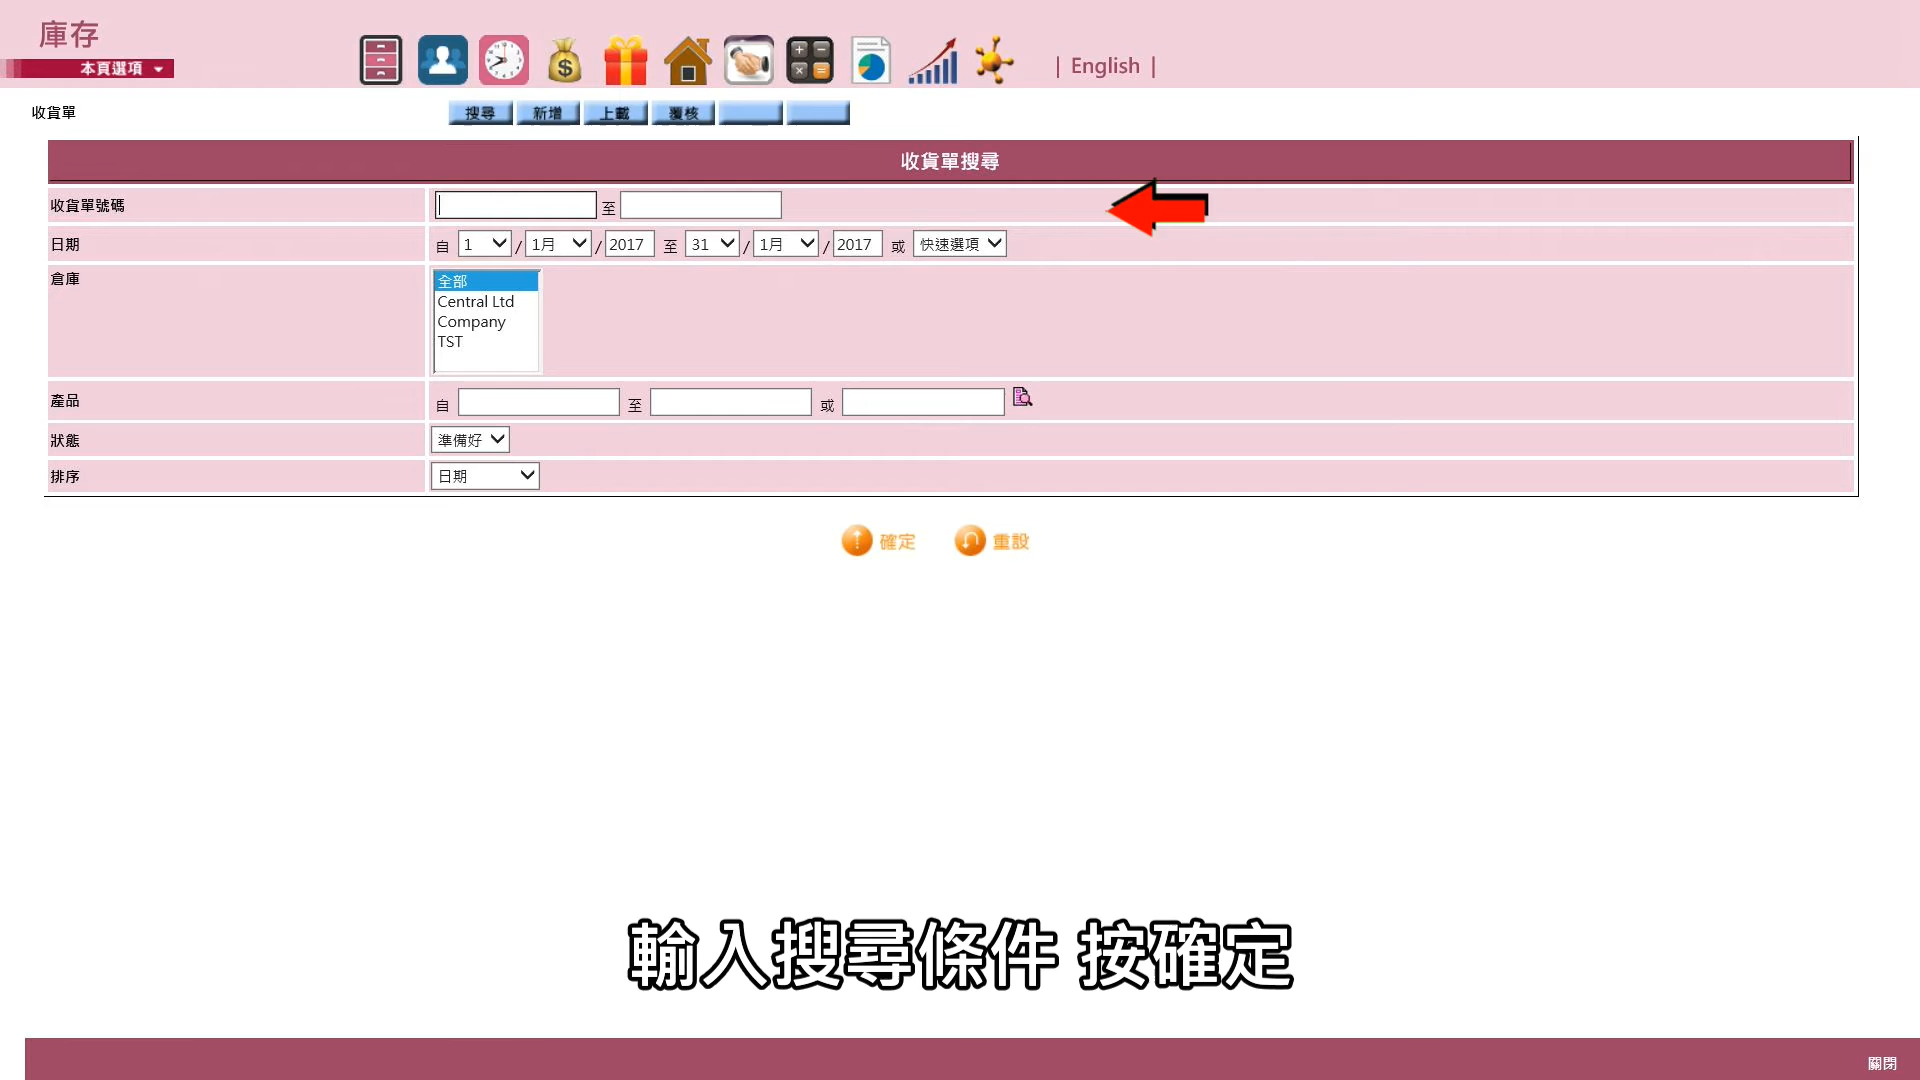 庫存
本頁選項
| English |
收貨單
搜尋 新增 上載 覆核
收貨單搜尋
收貨單號碼 至
日期 自 1 / 1月 / 2017 至 31 / 1月 / 2017 或 快速選項
倉庫 全部
Central Ltd
Company
TST
產品 自 至 或
狀態 準備好
排序 日期
確定 重設
輸入搜尋條件 按確定
關閉